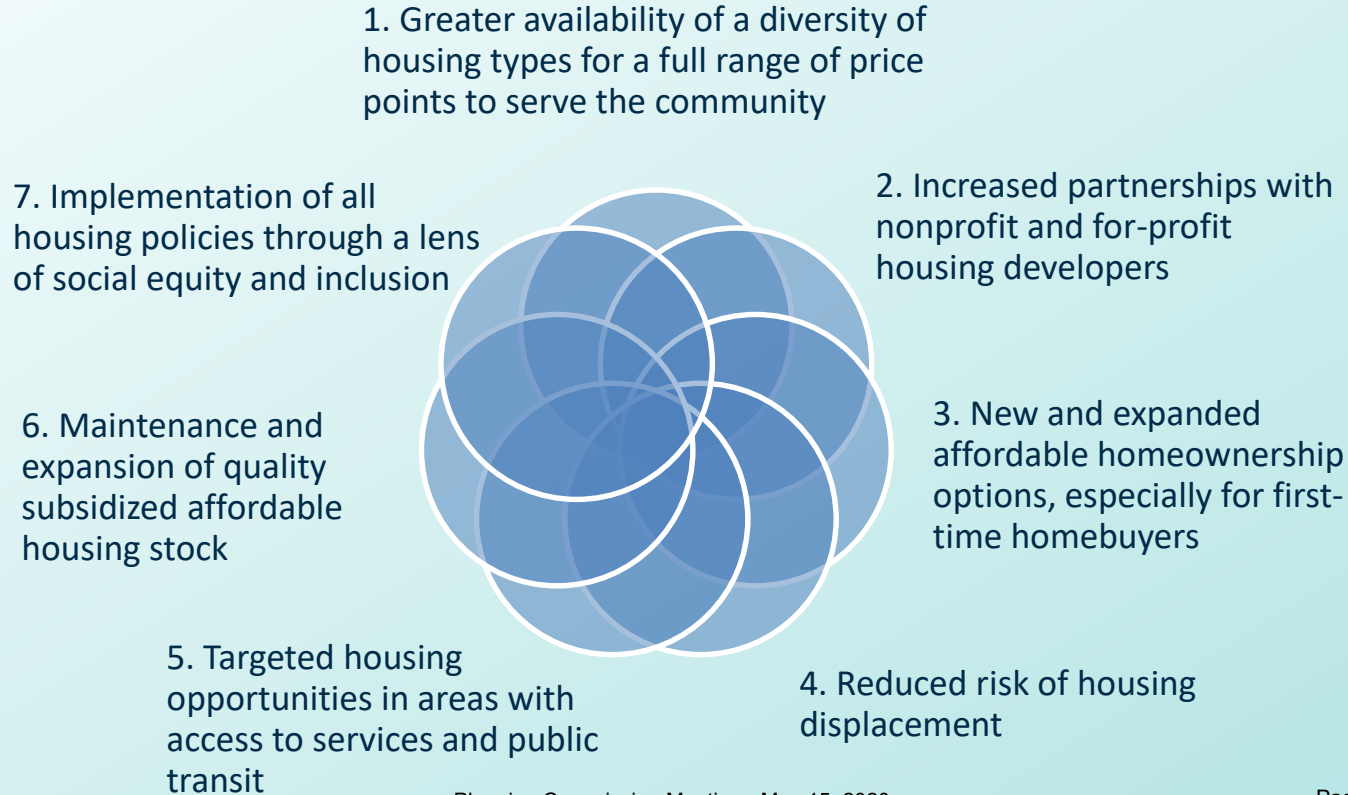 1. Greater availability of a diversity of
housing types for a full range of price
points to serve the community
2. Increased partnerships with
nonprofit and for-profit
housing developers
3. New and expanded
affordable homeownership
options, especially for first-
time homebuyers
4. Reduced risk of housing
displacement
5. Targeted housing
opportunities in areas with
access to services and public
transit
6. Maintenance and
expansion of quality
subsidized affordable
housing stock
7. Implementation of all
housing policies through a lens
of social equity and inclusion